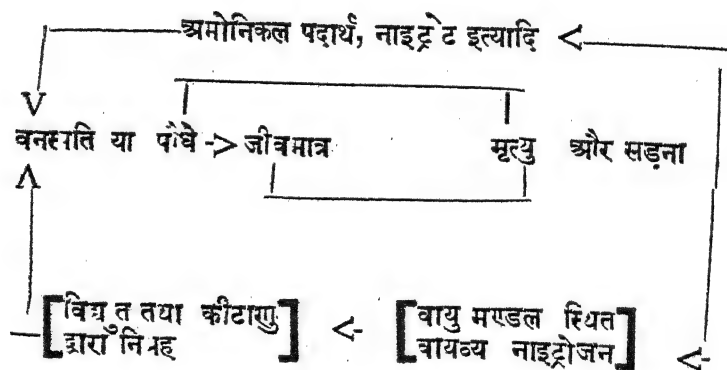 अमोनिकल पदार्थ, नाइट्रेट इत्यादि
वनस्पति या पौधे -> जीवमात्र मृत्यु और सड़ना
[विद्युत तथा कीटाणु द्वारा निग्रह] <- [वायु मण्डल स्थित वायव्य नाइट्रोजन] <-